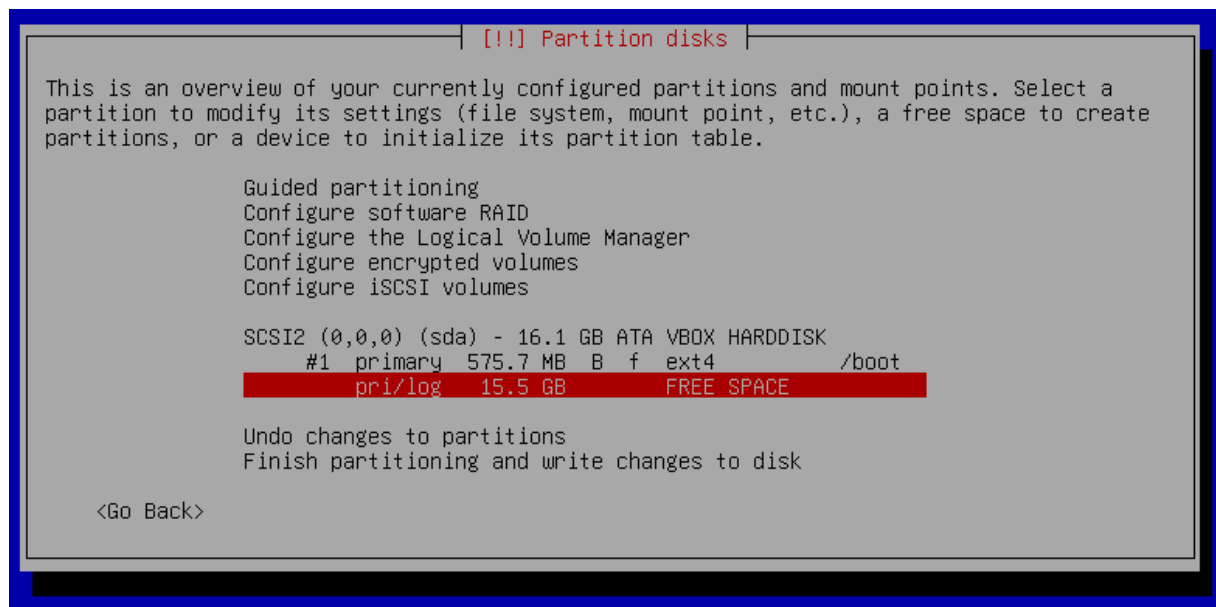 [!!] Partition disks
This is an overview of your currently configured partitions and mount points. Select a
partition to modify its settings (file system, mount point, etc.), a free space to create
partitions, or a device to initialize its partition table.
Guided partitioning
Configure software RAID
Configure the Logical Volume Manager
Configure encrypted volumes
Configure iSCSI volumes
SCSI2 (0,0,0) (sda) - 16.1 GB ATA VBOX HARDDISK
#1 primary 575.7 MB B f ext4 /boot
pri/log 15.5 GB FREE SPACE
Undo changes to partitions
Finish partitioning and write changes to disk
<Go Back>